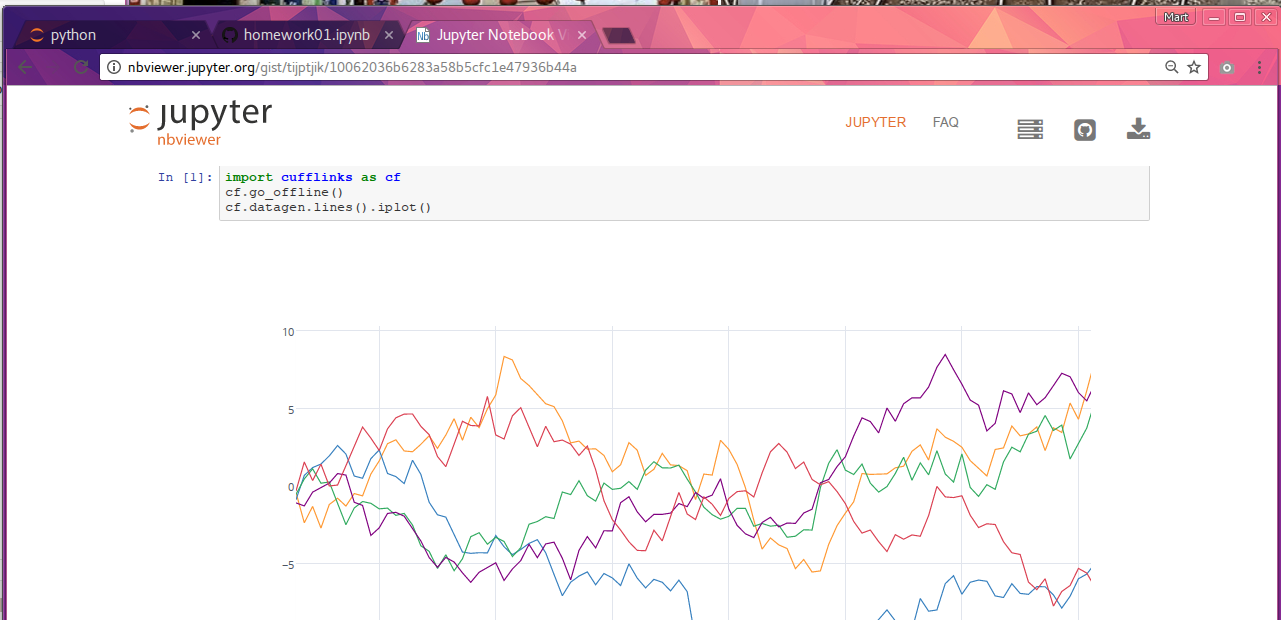 Mart
python
homework01.ipynb
Jupyter Notebook V
nbviewer.jupyter.org/gist/tijptjik/10062036b6283a58b5cfc1e47936b44a
jupyter
nbviewer
JUPYTER FAQ
In [1]: import cufflinks as cf
cf.go_offline()
cf.datagen.lines().iplot()
10
5
0
−5